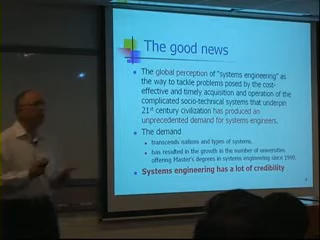 The good news
The global perception of "systems engineering" as
the way to tackle problems posed by the cost-
effective and timely acquisition and operation of the
complicated socio-technical systems that underpin
21st century civilization has produced an
unprecedented demand for systems engineers.
The demand
transcends nations and types of systems,
has resulted in the growth in the number of universities
offering Master's degrees in systems engineering since 1990.
Systems engineering has a lot of credibility